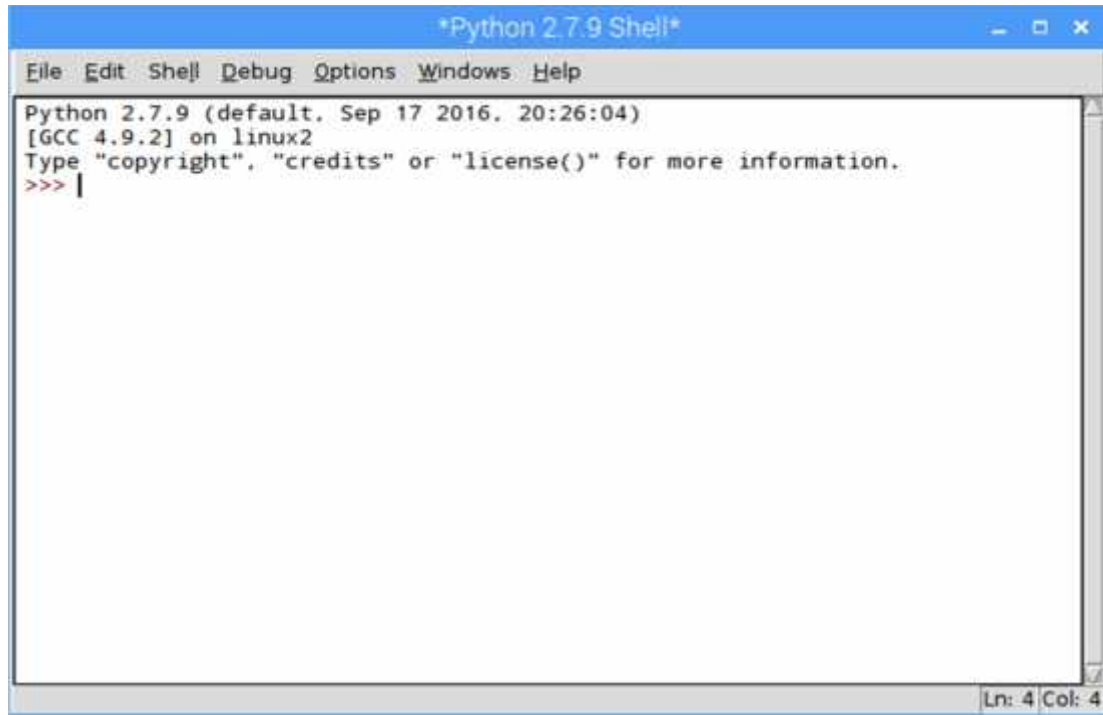 *Python 2.7.9 Shell*
File Edit Shell Debug Options Windows Help
Python 2.7.9 (default, Sep 17 2016, 20:26:04)
[GCC 4.9.2] on linux2
Type "copyright", "credits" or "license()" for more information.
>>>
Ln: 4 Col: 4